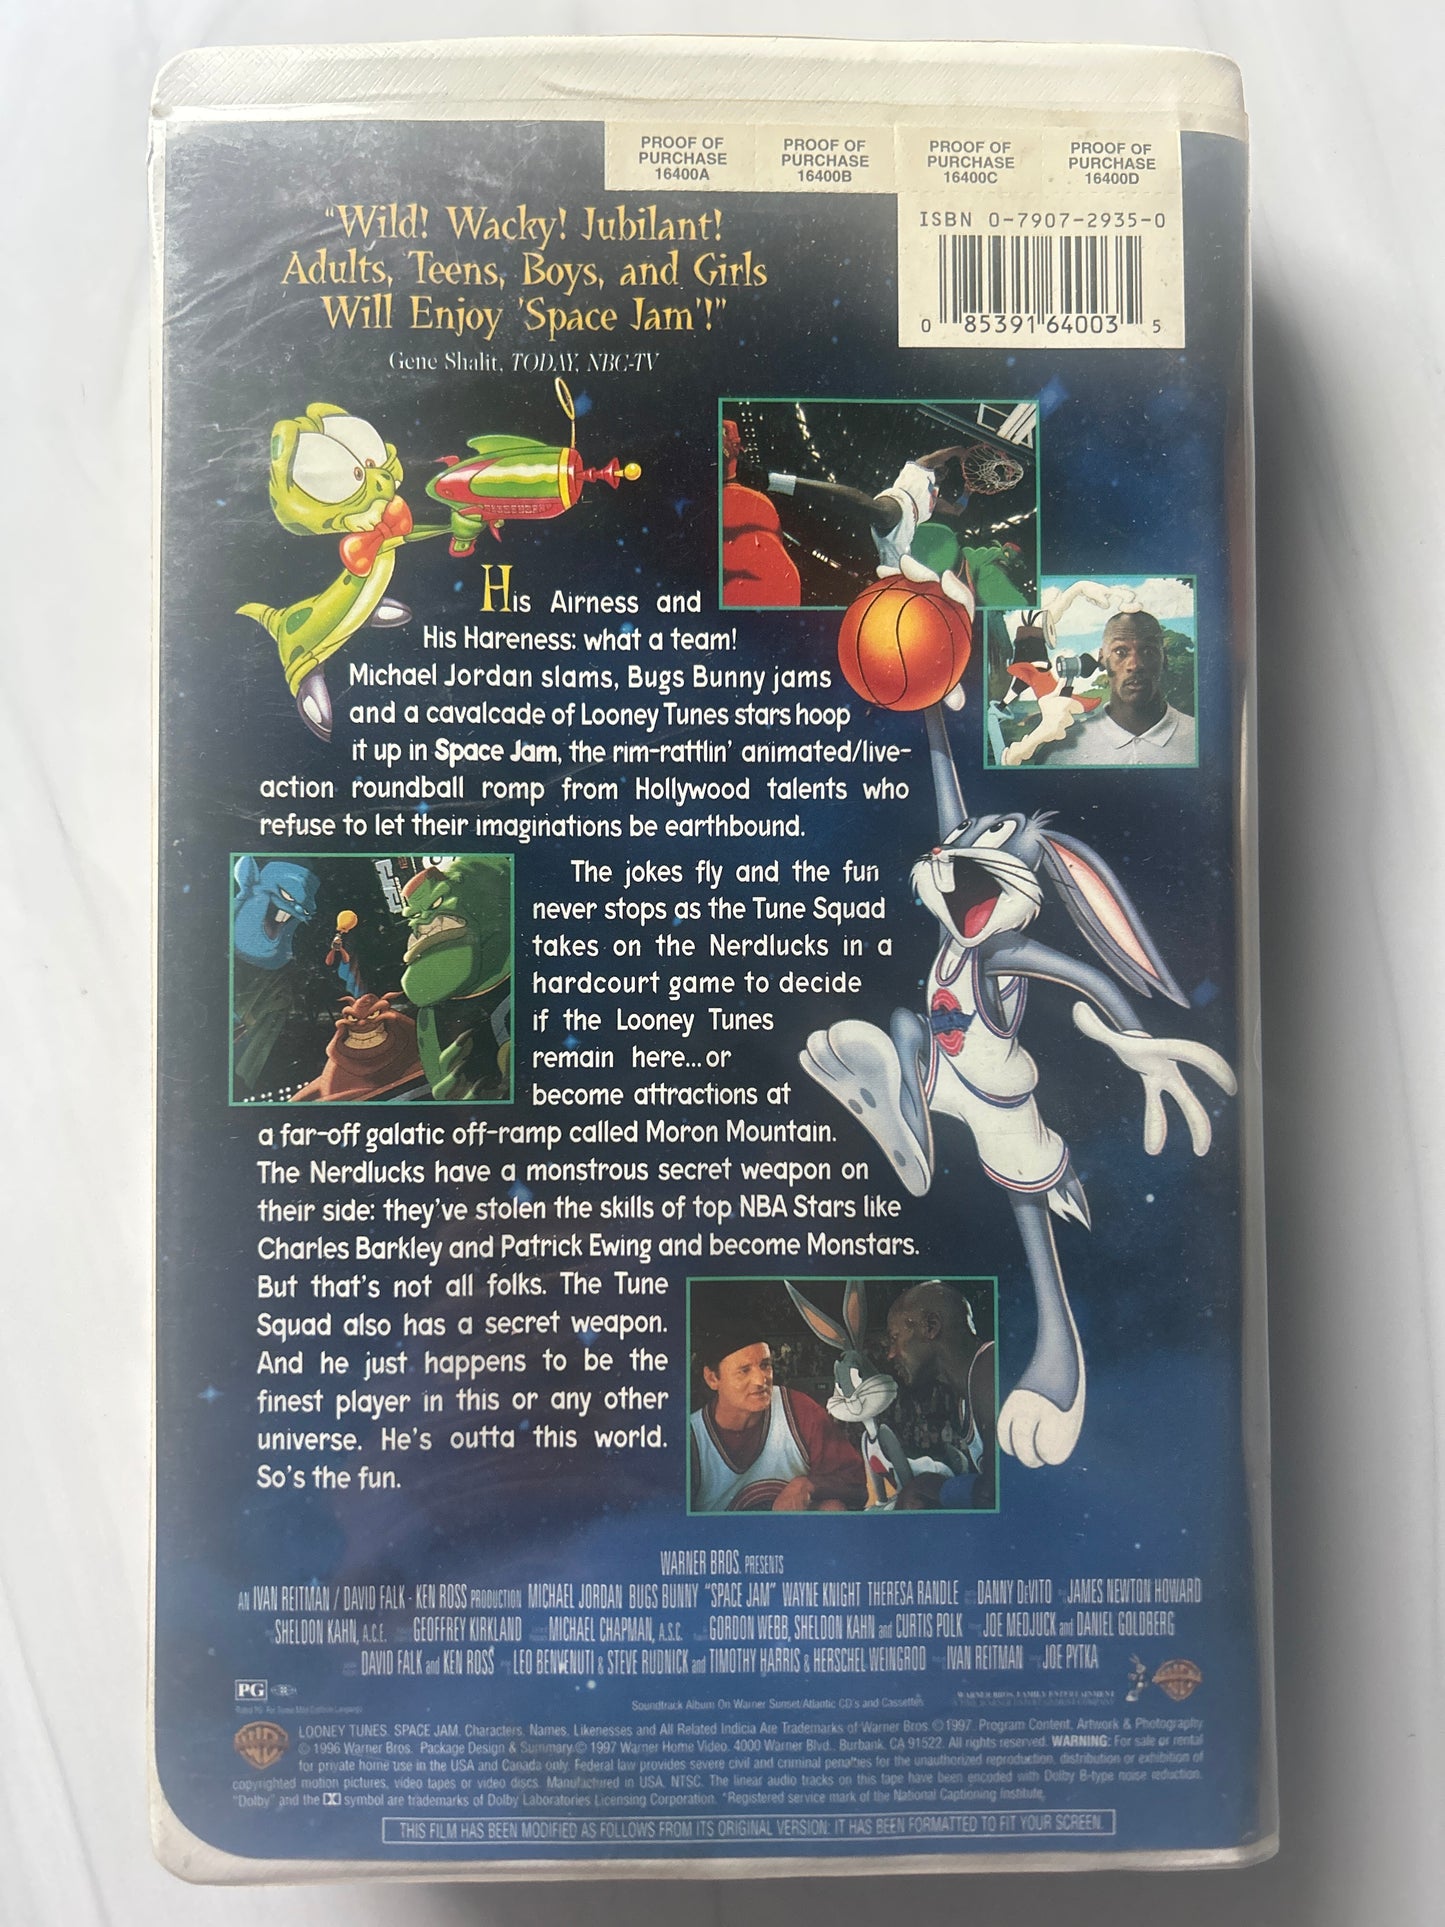 PROOF OF PURCHASE 16400A
PROOF OF PURCHASE 16400B
PROOF OF PURCHASE 16400C
PROOF OF PURCHASE 16400D
ISBN 0-7907-2935-0
0 85391 64003 5
"Wild! Wacky! Jubilant!
Adults, Teens, Boys, and Girls
Will Enjoy 'Space Jam'!"
Gene Shalit, TODAY, NBC-TV
His Airness and
His Hareness: what a team!
Michael Jordan slams, Bugs Bunny jams
and a cavalcade of Looney Tunes stars hoop
it up in Space Jam, the rim-rattlin' animated/live-
action roundball romp from Hollywood talents who
refuse to let their imaginations be earthbound.
The jokes fly and the fun
never stops as the Tune Squad
takes on the Nerdlucks in a
hardcourt game to decide
if the Looney Tunes
remain here...or
become attractions at
a far-off galatic off-ramp called Moron Mountain.
The Nerdlucks have a monstrous secret weapon on
their side: they've stolen the skills of top NBA Stars like
Charles Barkley and Patrick Ewing and become Monstars.
But that's not all folks. The Tune
Squad also has a secret weapon.
And he just happens to be the
finest player in this or any other
universe. He's outta this world.
So's the fun.
WARNER BROS. PRESENTS
AN IVAN REITMAN / DAVID FALK - KEN ROSS PRODUCTION MICHAEL JORDAN BUGS BUNNY "SPACE JAM" WAYNE KNIGHT THERESA RANDLE DANNY DeVITO JAMES NEWTON HOWARD
SHELDON KAHN, A.C.E. GEOFFREY KIRKLAND MICHAEL CHAPMAN, A.S.C. GORDON WEBB, SHELDON KAHN and CURTIS POLK JOE MEDJUCK and DANIEL GOLDBERG
DAVID FALK and KEN ROSS LEO BENVENUTI & STEVE RUDNICK and TIMOTHY HARRIS & HERSCHEL WEINGROD IVAN REITMAN JOE PYTKA
PG
Rated PG: For Some Mild Cartoon Language
Soundtrack Album On Warner Sunset/Atlantic CD's and Cassettes
WARNER BROS. FAMILY ENTERTAINMENT
A TIME WARNER ENTERTAINMENT COMPANY
LOONEY TUNES, SPACE JAM, Characters, Names, Likenesses and All Related Indicia Are Trademarks of Warner Bros. © 1997. Program Content, Artwork & Photography
© 1996 Warner Bros. Package Design & Summary © 1997 Warner Home Video. 4000 Warner Blvd., Burbank, CA 91522. All rights reserved. WARNING: For sale or rental
for private home use in the USA and Canada only. Federal law provides severe civil and criminal penalties for the unauthorized reproduction, distribution or exhibition of
copyrighted motion pictures, video tapes or video discs. Manufactured in USA. NTSC. The linear audio tracks on this tape have been encoded with Dolby B-type noise reduction.
"Dolby" and the symbol are trademarks of Dolby Laboratories Licensing Corporation. *Registered service mark of the National Captioning Institute.
THIS FILM HAS BEEN MODIFIED AS FOLLOWS FROM ITS ORIGINAL VERSION: IT HAS BEEN FORMATTED TO FIT YOUR SCREEN.